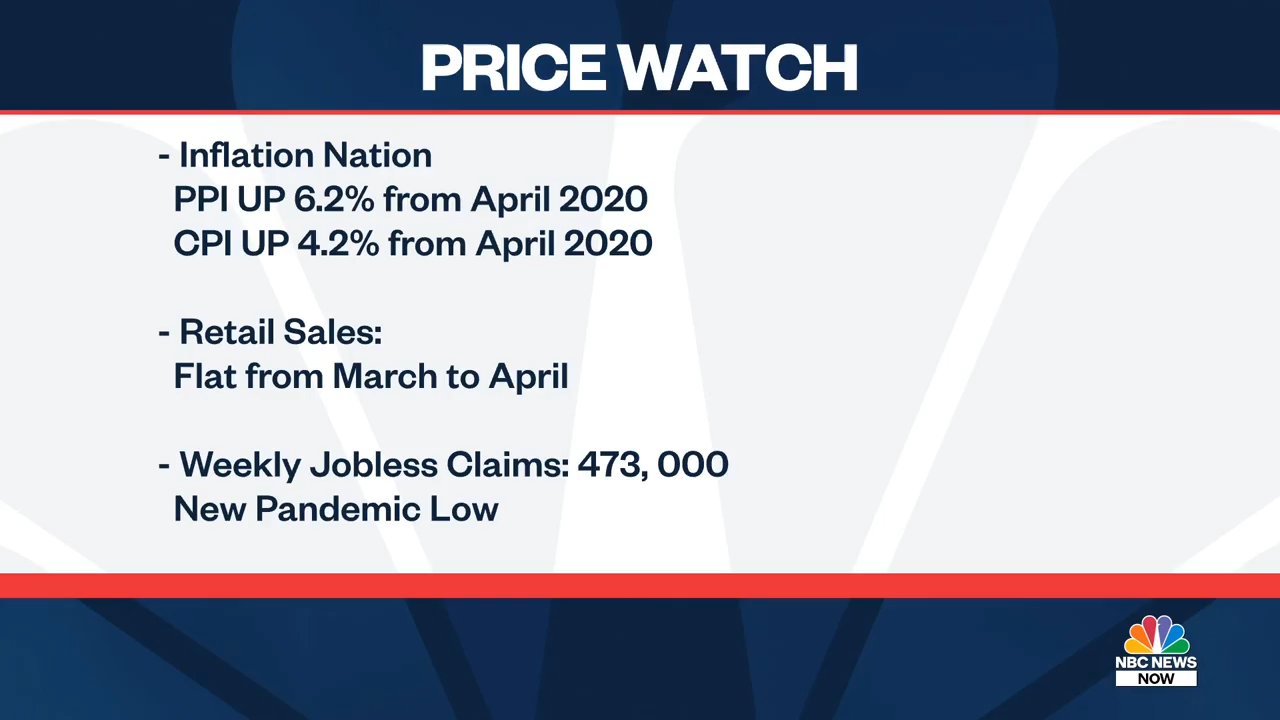 PRICE WATCH
- Inflation Nation
PPI UP 6.2% from April 2020
CPI UP 4.2% from April 2020
- Retail Sales:
Flat from March to April
- Weekly Jobless Claims: 473, 000
New Pandemic Low
NBC NEWS
NOW